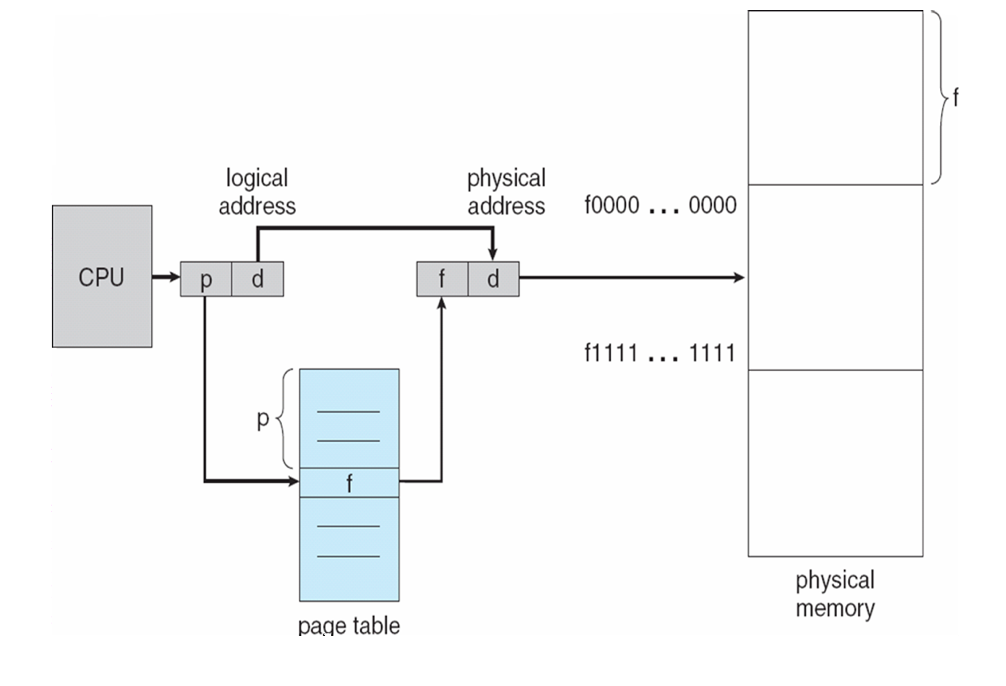 f
logical
address
physical
address
f0000 ... 0000
CPU
p
d
f
d
f1111 ... 1111
p
f
physical
memory
page table